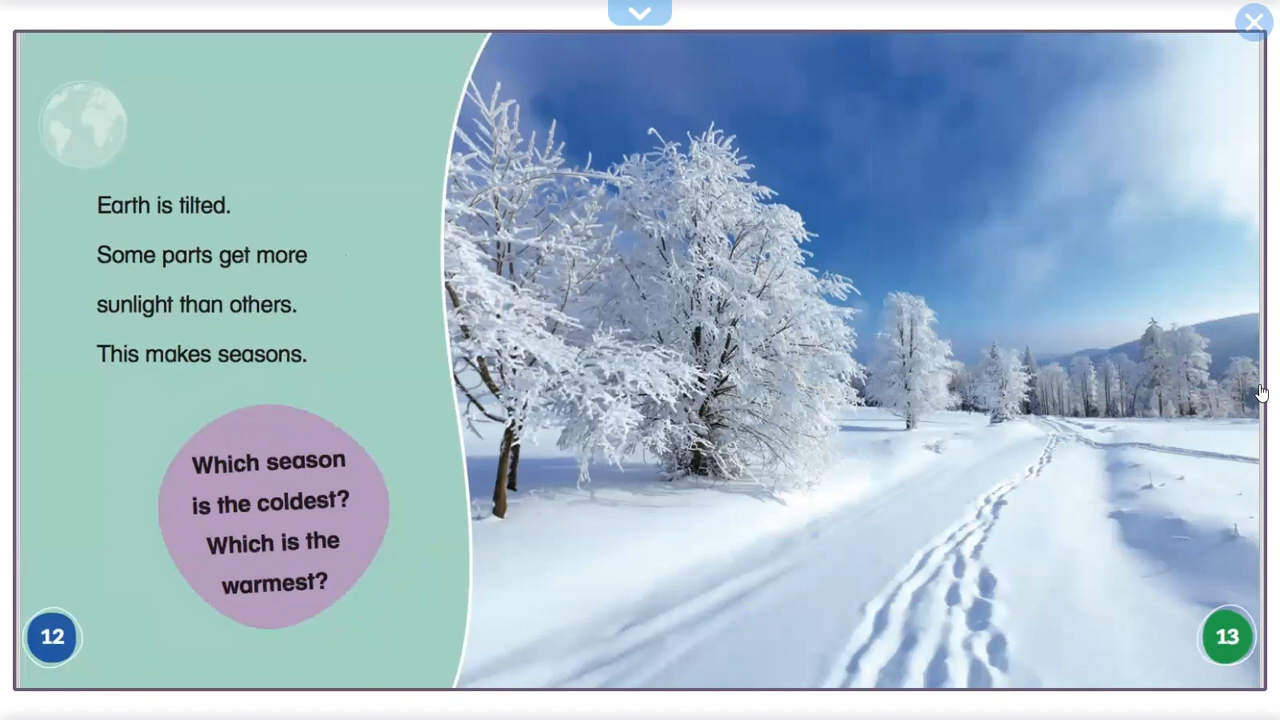 Earth is tilted.
Some parts get more
sunlight than others.
This makes seasons.
Which season
is the coldest?
Which is the
warmest?
12
13